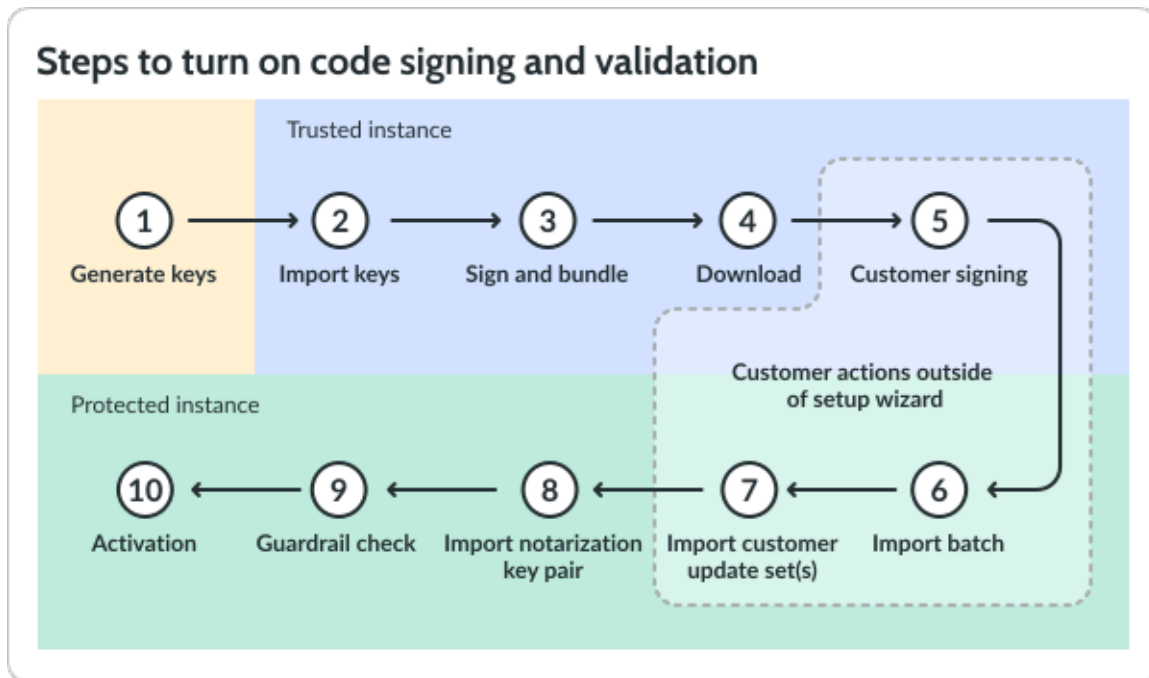 Steps to turn on code signing and validation
Trusted instance
1
2
3
4
5
Generate keys
Import keys
Sign and bundle
Download
Customer signing
Customer actions outside
of setup wizard
Protected instance
6
Import batch
7
Import customer
update set(s)
8
Import notarization
key pair
9
Guardrail check
10
Activation